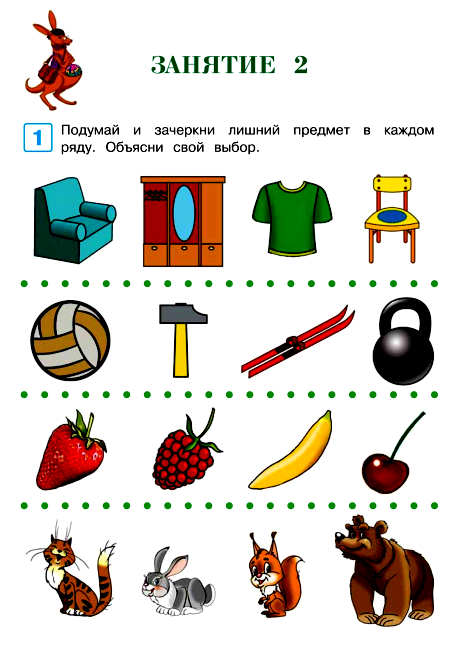 ЗАНЯТИЕ 2
1
Подумай и зачеркни лишний предмет в каждом
ряду. Объясни свой выбор.